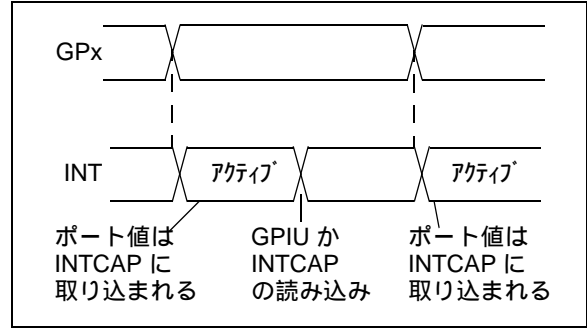 GPx
INT
ｱｸﾃｨﾌﾞ
ｱｸﾃｨﾌﾞ
ポート値は
INTCAP に
取り込まれる
GPIU か
INTCAP
の読み込み
ポート値は
INTCAP に
取り込まれる